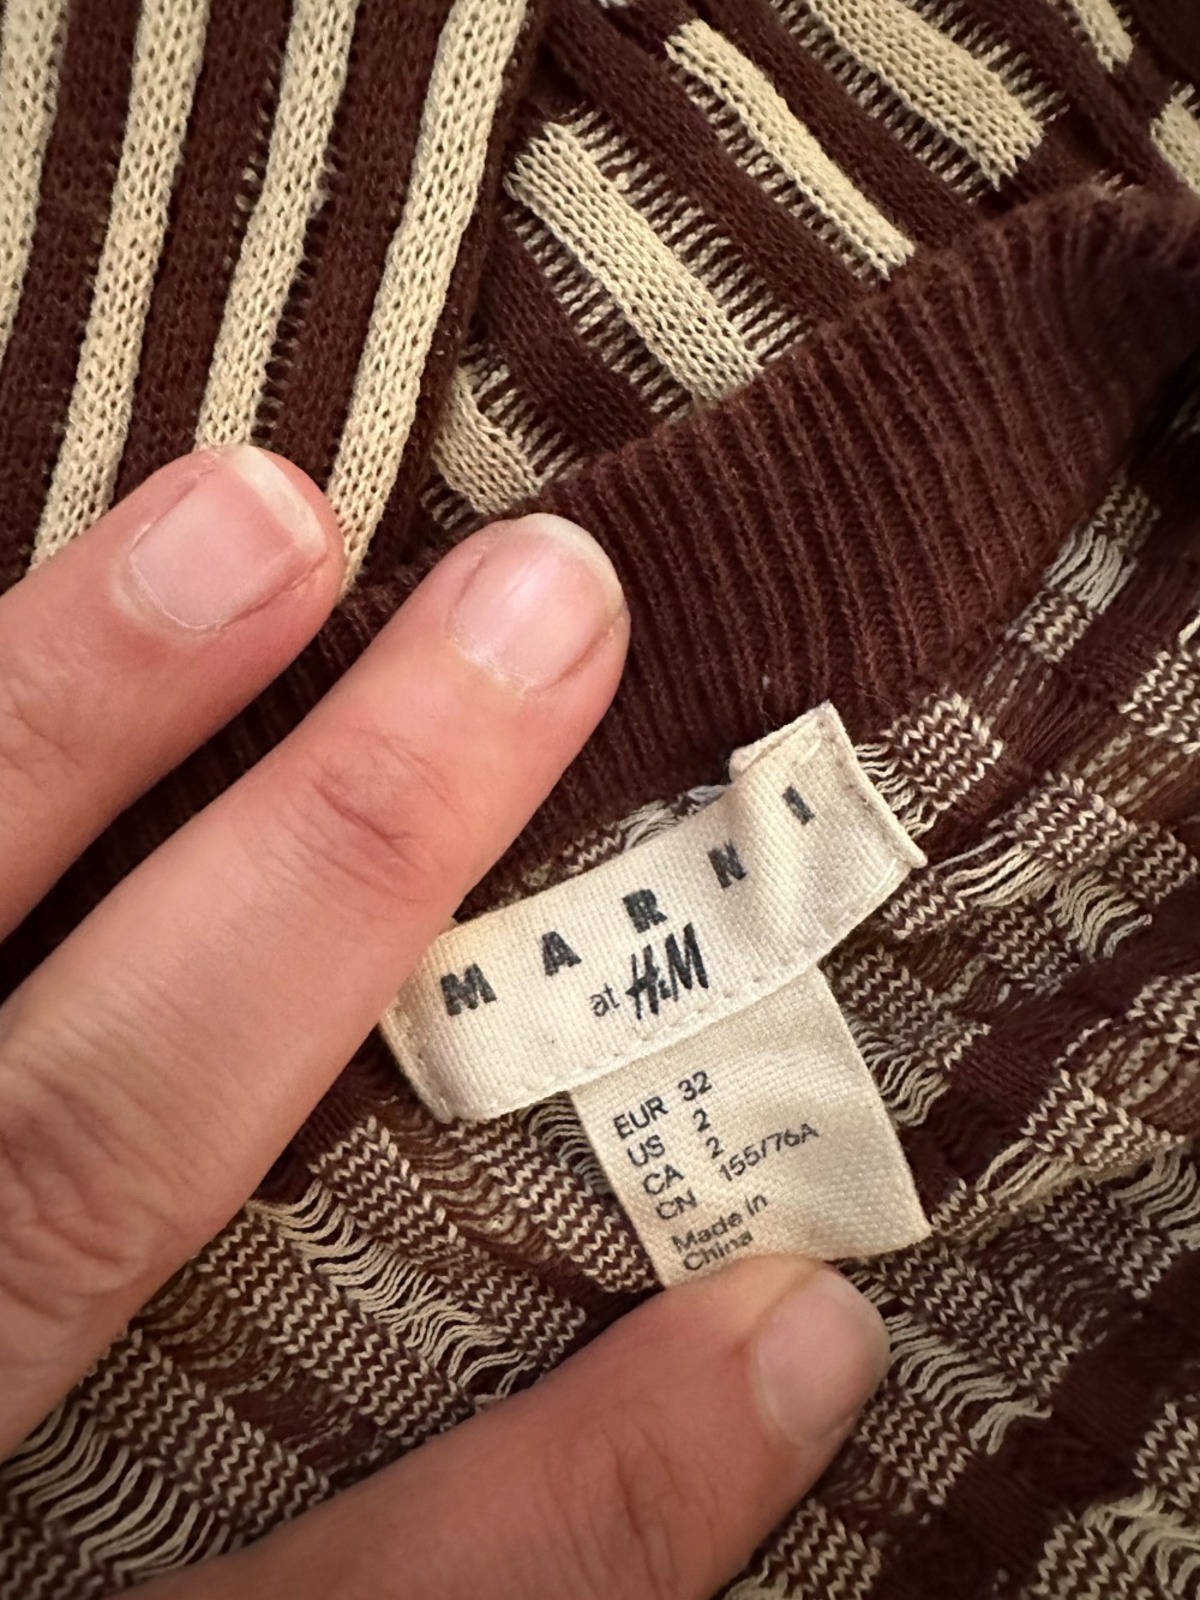 MARNI
at H&M
EUR 32
US 2
CA 2
CN 155/76A
Made in
China